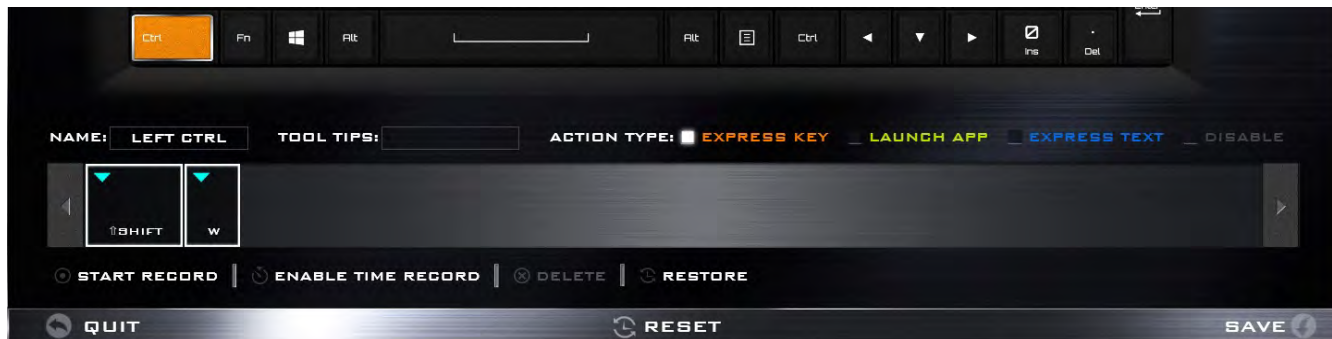 Enter
Ctrl Fn Alt Alt Ctrl Ins . Del
NAME: LEFT CTRL TOOL TIPS: ACTION TYPE: EXPRESS KEY LAUNCH APP EXPRESS TEXT DISABLE
⇧SHIFT W
START RECORD ENABLE TIME RECORD DELETE RESTORE
QUIT RESET SAVE